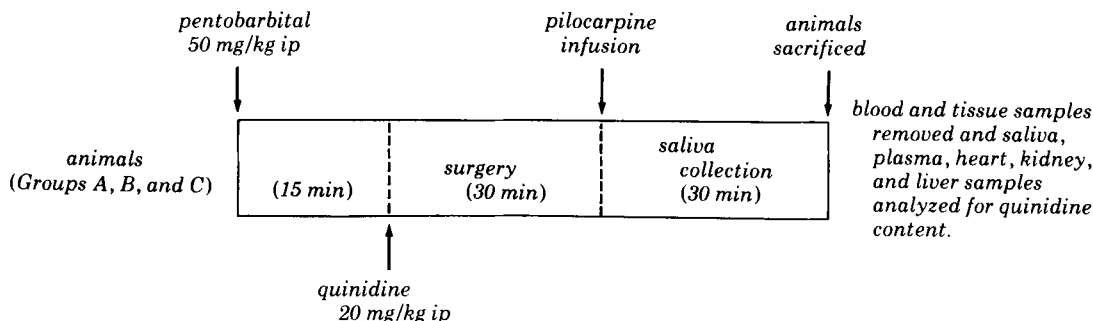 pentobarbital
50 mg/kg ip
pilocarpine
infusion
animals
sacrificed
animals
(Groups A, B, and C)
(15 min)
surgery
(30 min)
saliva
collection
(30 min)
blood and tissue samples
removed and saliva,
plasma, heart, kidney,
and liver samples
analyzed for quinidine
content.
quinidine
20 mg/kg ip